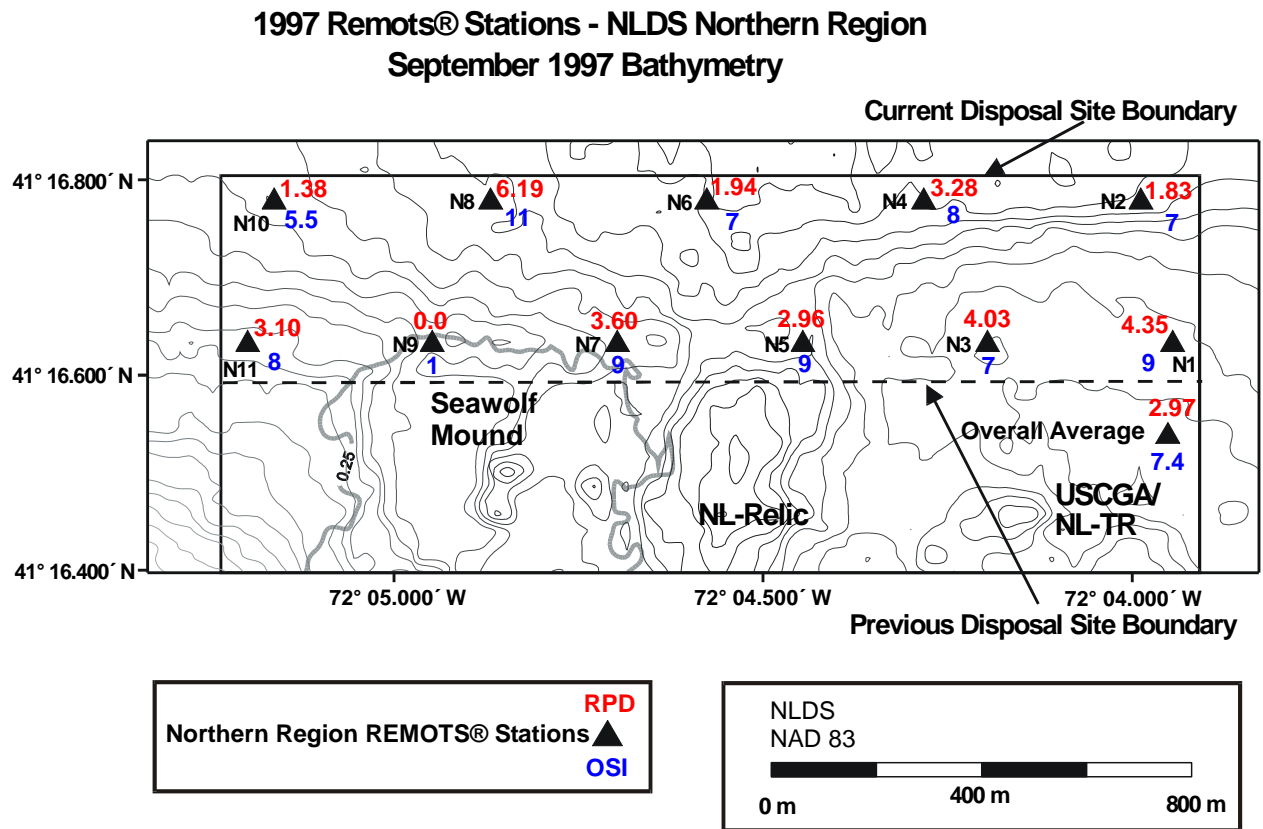 1997 Remots® Stations - NLDS Northern Region
September 1997 Bathymetry
Current Disposal Site Boundary
41° 16.800´ N
1.38
N10
5.5
6.19
N8
11
1.94
N6
7
3.28
N4
8
1.83
N2
7
3.10
N11
8
0.0
N9
1
3.60
N7
9
2.96
N5
9
4.03
N3
7
4.35
9
N1
41° 16.600´ N
Seawolf
Mound
2.97
Overall Average
7.4
0.25
NL-Relic
USCGA/
NL-TR
41° 16.400´ N
72° 05.000´ W
72° 04.500´ W
72° 04.000´ W
Previous Disposal Site Boundary
RPD
Northern Region REMOTS® Stations
OSI
NLDS
NAD 83
0 m
400 m
800 m